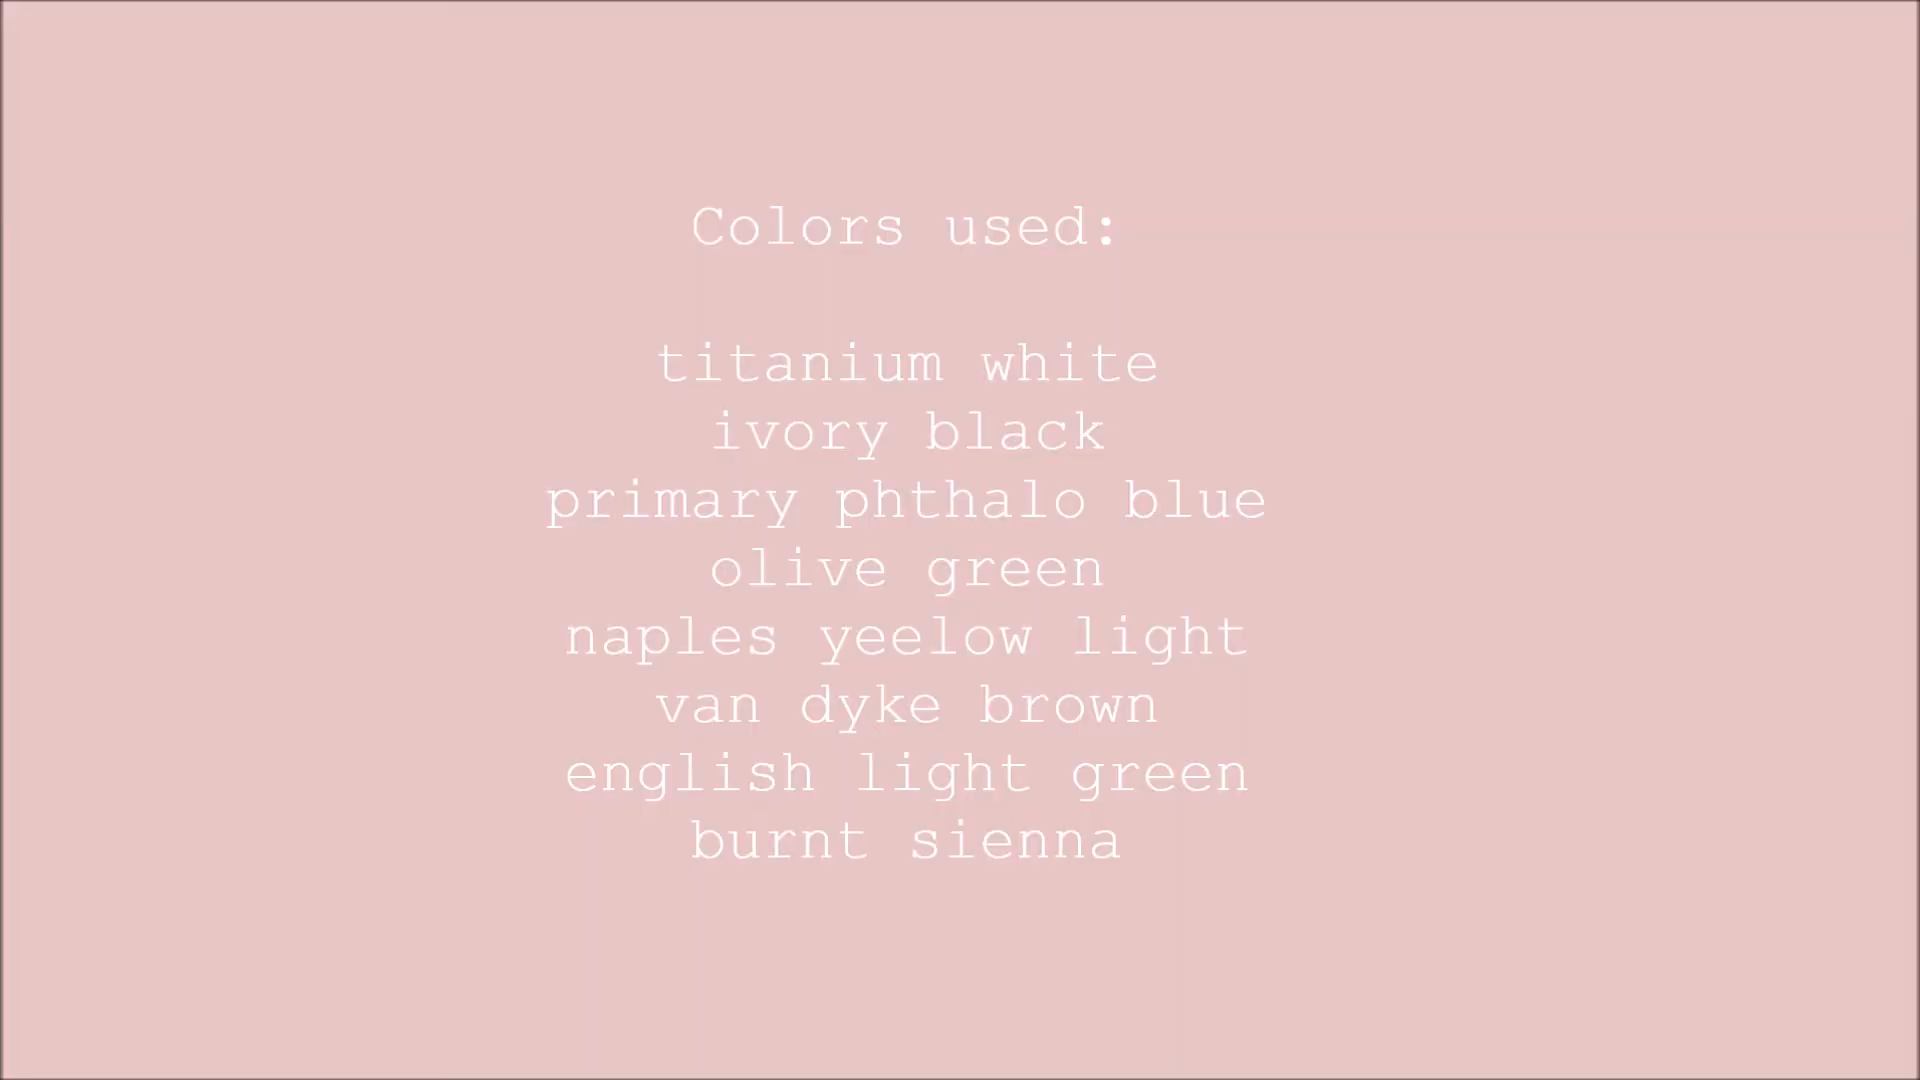 Colors used:
titanium white
ivory black
primary phthalo blue
olive green
naples yeelow light
van dyke brown
english light green
burnt sienna